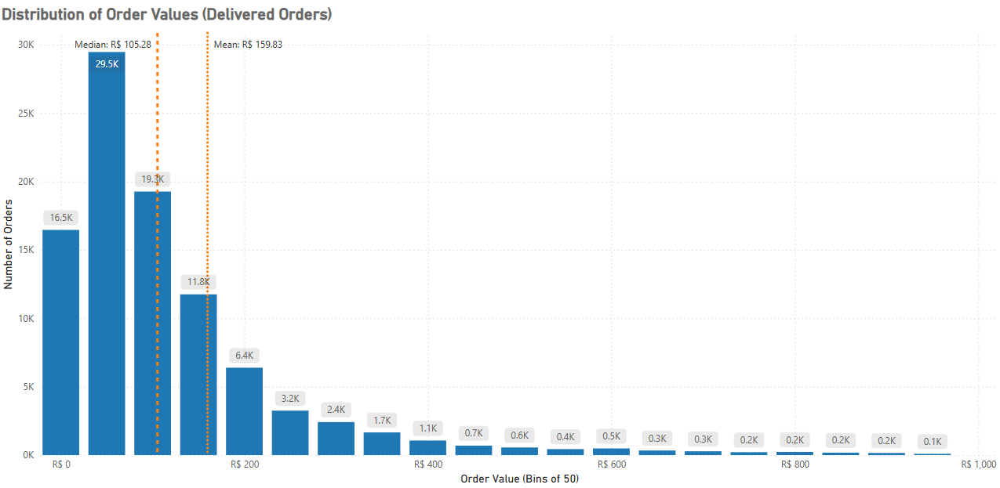 Distribution of Order Values (Delivered Orders)
Median: R$ 105.28
Mean: R$ 159.83
30K
25K
20K
15K
10K
5K
0K
Number of Orders
16.5K
29.5K
19.3K
11.8K
6.4K
3.2K
2.4K
1.7K
1.1K
0.7K
0.6K
0.4K
0.5K
0.3K
0.3K
0.2K
0.2K
0.2K
0.2K
0.1K
R$ 0
R$ 200
R$ 400
R$ 600
R$ 800
R$ 1,000
Order Value (Bins of 50)